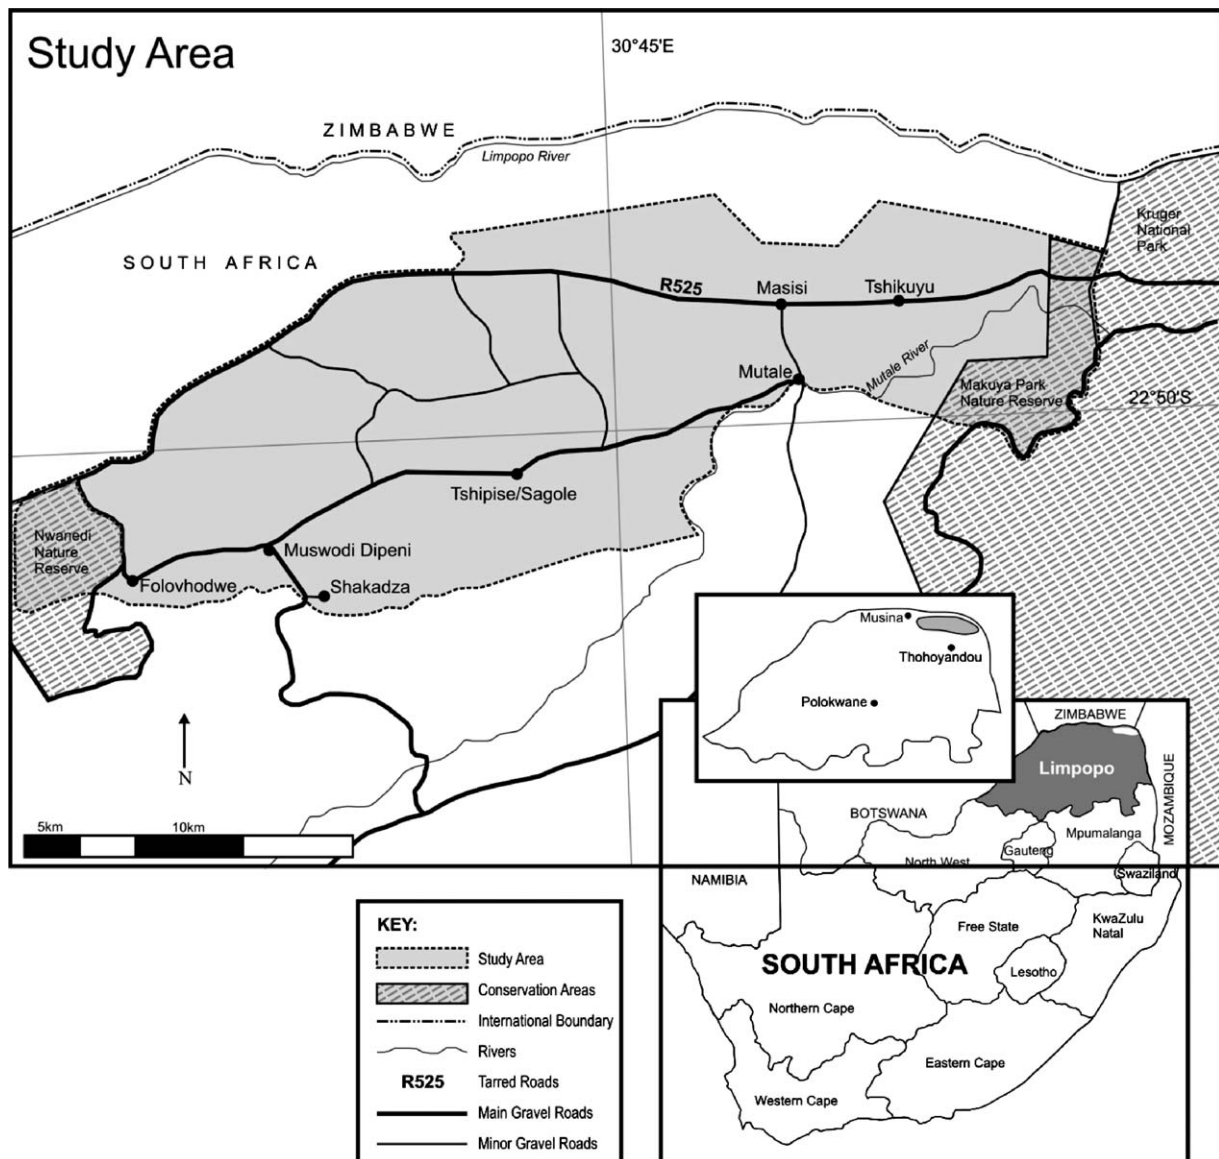 Study Area
30°45'E
ZIMBABWE
Limpopo River
Kruger
National
Park
SOUTH AFRICA
R525
Masisi
Tshikuyu
Mutale
Mutale River
Makuya Park
Nature Reserve
22°50'S
Tshipise/Sagole
Nwanedi
Nature
Reserve
Muswodi Dipeni
Folovhodwe
Shakadza
N
5km
10km
Musina
Thohoyandou
Polokwane
ZIMBABWE
Limpopo
MOZAMBIQUE
BOTSWANA
Mpumalanga
Gauteng
North West
Swaziland
NAMIBIA
Free State
KwaZulu
Natal
SOUTH AFRICA
Lesotho
Northern Cape
Eastern Cape
Western Cape
KEY:
Study Area
Conservation Areas
International Boundary
Rivers
R525 Tarred Roads
Main Gravel Roads
Minor Gravel Roads